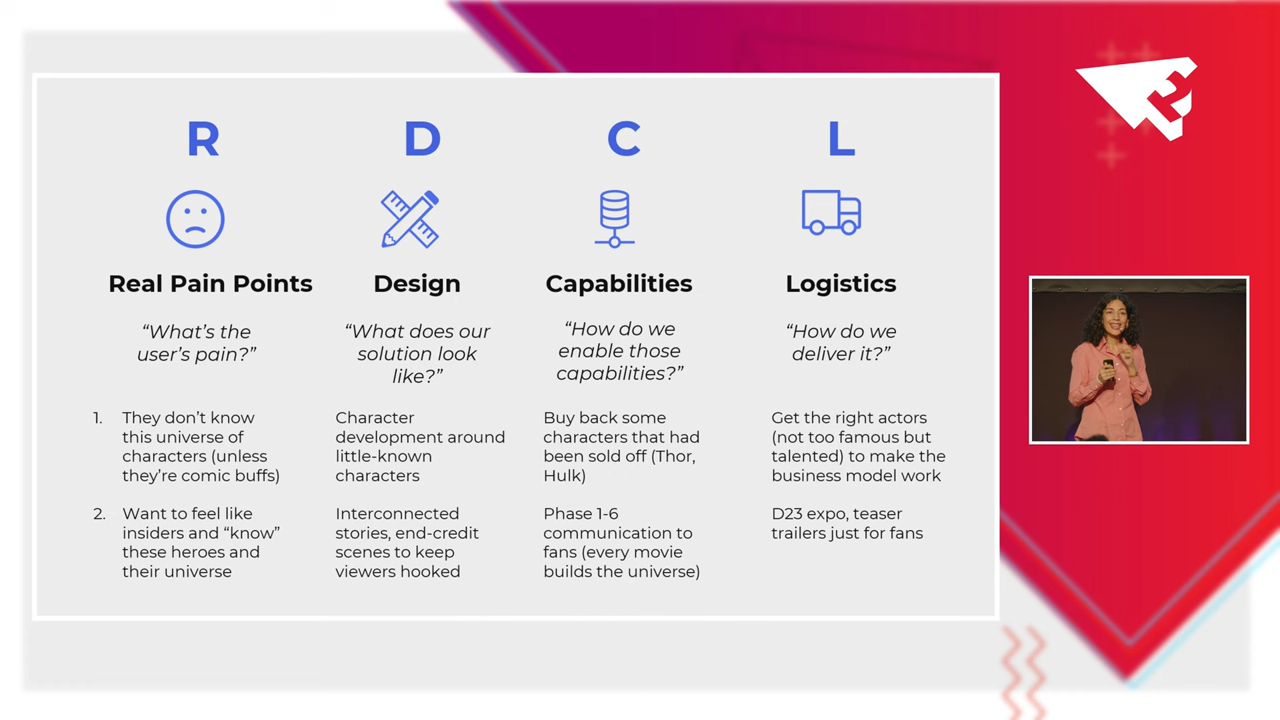 R
D
C
L
Real Pain Points
Design
Capabilities
Logistics
“What’s the
user’s pain?”
“What does our
solution look
like?”
“How do we
enable those
capabilities?”
“How do we
deliver it?”
1. They don’t know
this universe of
characters (unless
they’re comic buffs)
Character
development around
little-known
characters
Buy back some
characters that had
been sold off (Thor,
Hulk)
Get the right actors
(not too famous but
talented) to make the
business model work
2. Want to feel like
insiders and “know”
these heroes and
their universe
Interconnected
stories, end-credit
scenes to keep
viewers hooked
Phase 1-6
communication to
fans (every movie
builds the universe)
D23 expo, teaser
trailers just for fans